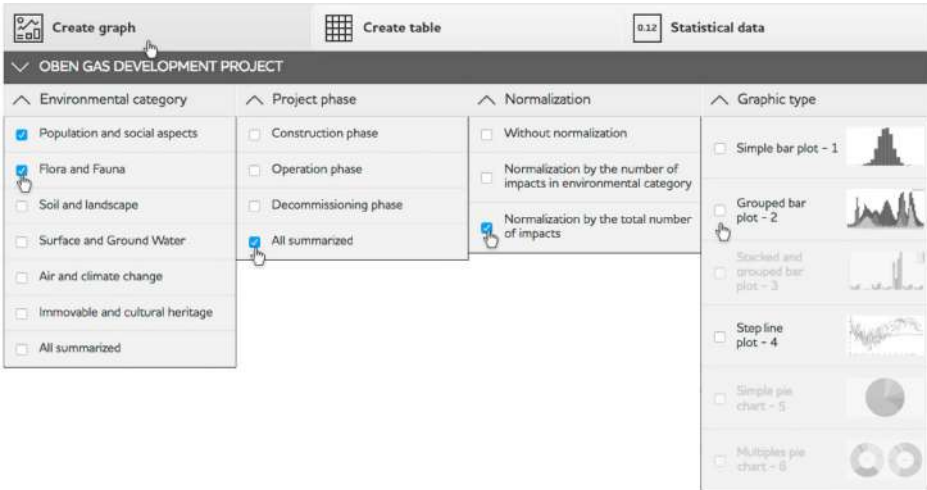 Create graph
Create table
0.12 Statistical data
OBEN GAS DEVELOPMENT PROJECT
Environmental category
Population and social aspects
Flora and Fauna
Soil and landscape
Surface and Ground Water
Air and climate change
Immovable and cultural heritage
All summarized
Project phase
Construction phase
Operation phase
Decommissioning phase
All summarized
Normalization
Without normalization
Normalization by the number of
impacts in environmental category
Normalization by the total number
of impacts
Graphic type
Simple bar plot - 1
Grouped bar
plot - 2
Stacked and
grouped bar
plot - 3
Step line
plot - 4
Simple pie
chart - 5
Multiples pie
chart - 6